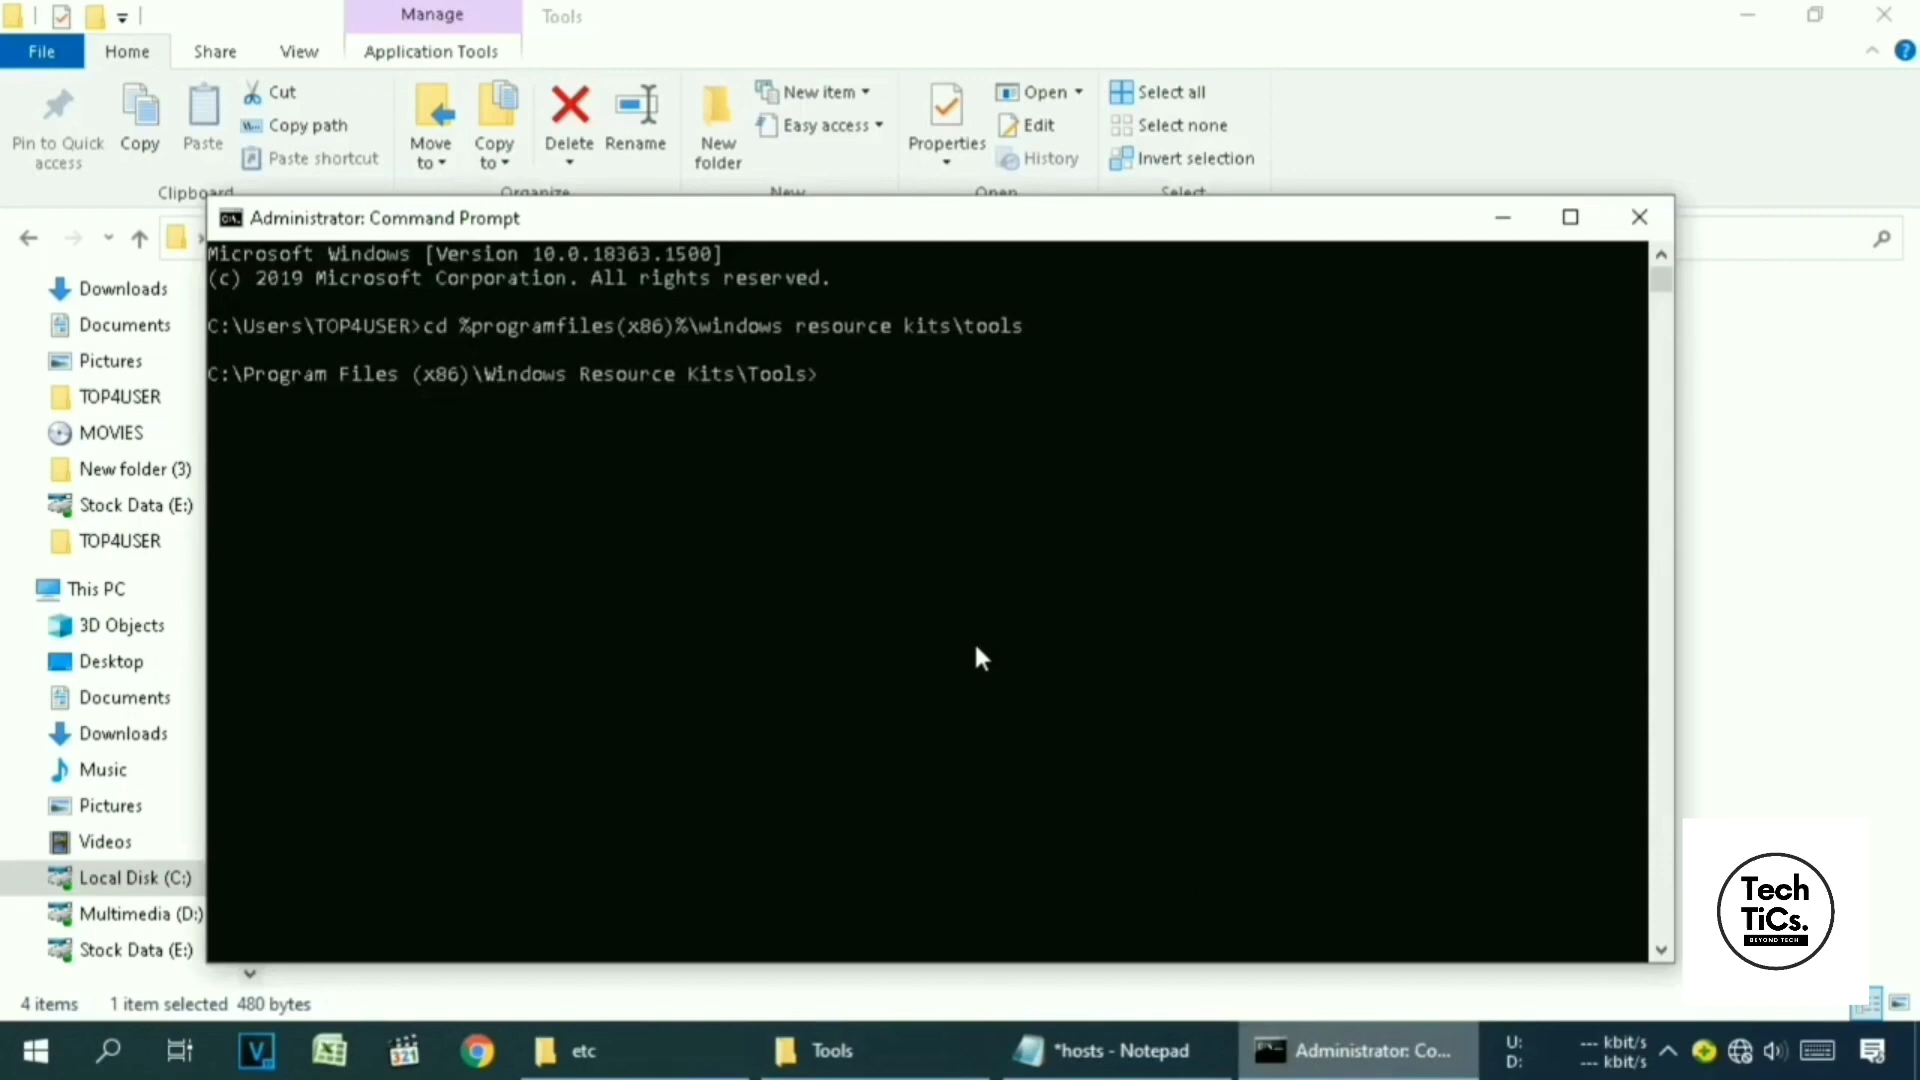 Manage
Tools
File
Home
Share
View
Application Tools
Pin to Quick access
Copy
Paste
Cut
Copy path
Paste shortcut
Clipboard
Move to
Copy to
Delete
Rename
Organize
New folder
New item
Easy access
New
Properties
Open
Edit
History
Open
Select all
Select none
Invert selection
Select
Administrator: Command Prompt
Microsoft Windows [Version 10.0.18363.1500]
(c) 2019 Microsoft Corporation. All rights reserved.
C:\Users\TOP4USER>cd %programfiles(x86)%\windows resource kits\tools
C:\Program Files (x86)\Windows Resource Kits\Tools>
Downloads
Documents
Pictures
TOP4USER
MOVIES
New folder (3)
Stock Data (E:)
TOP4USER
This PC
3D Objects
Desktop
Documents
Downloads
Music
Pictures
Videos
Local Disk (C:)
Multimedia (D:)
Stock Data (E:)
4 items
1 item selected 480 bytes
Tech
TiCs.
BEYOND TECH
etc
Tools
*hosts - Notepad
Administrator: Co...
U: --- kbit/s
D: --- kbit/s